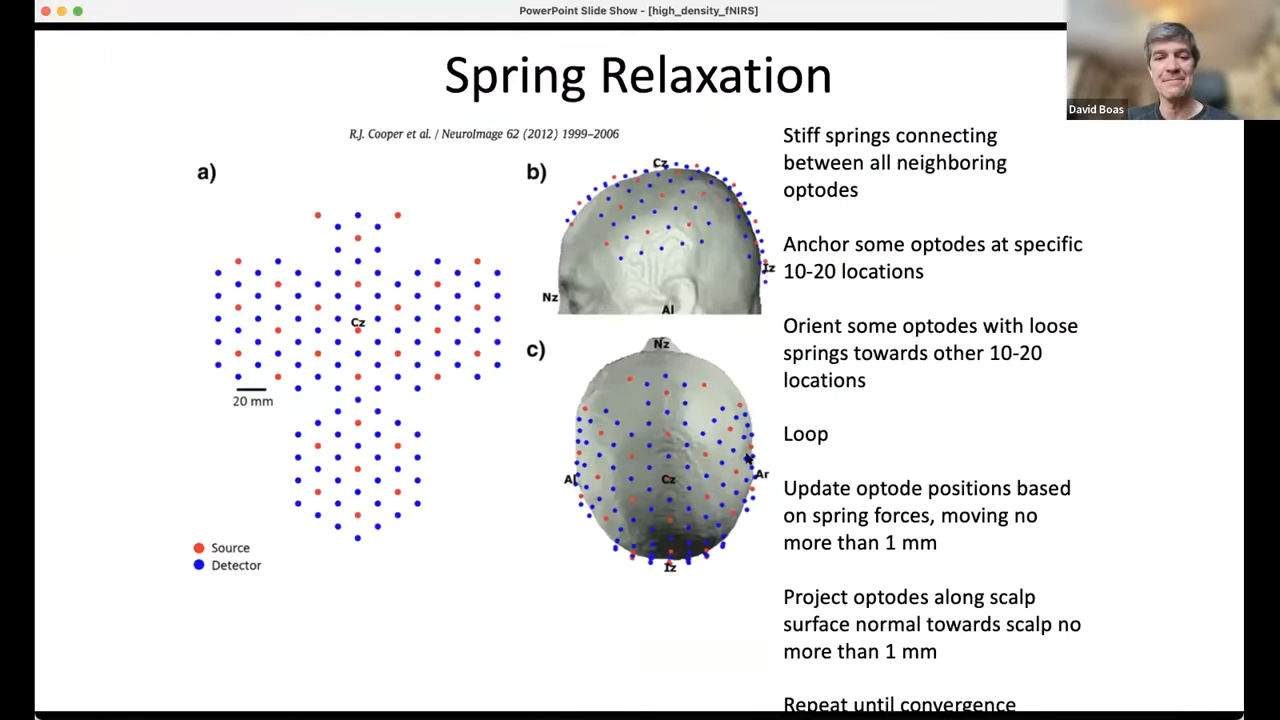 PowerPoint Slide Show - [high_density_fNIRS]
David Boas
Spring Relaxation
R.J. Cooper et al. / NeuroImage 62 (2012) 1999–2006
a)
Cz
20 mm
Source
Detector
b)
Cz
Nz
Al
Iz
c)
Nz
Al
Cz
Ar
Iz
Stiff springs connecting
between all neighboring
optodes
Anchor some optodes at specific
10-20 locations
Orient some optodes with loose
springs towards other 10-20
locations
Loop
Update optode positions based
on spring forces, moving no
more than 1 mm
Project optodes along scalp
surface normal towards scalp no
more than 1 mm
Repeat until convergence